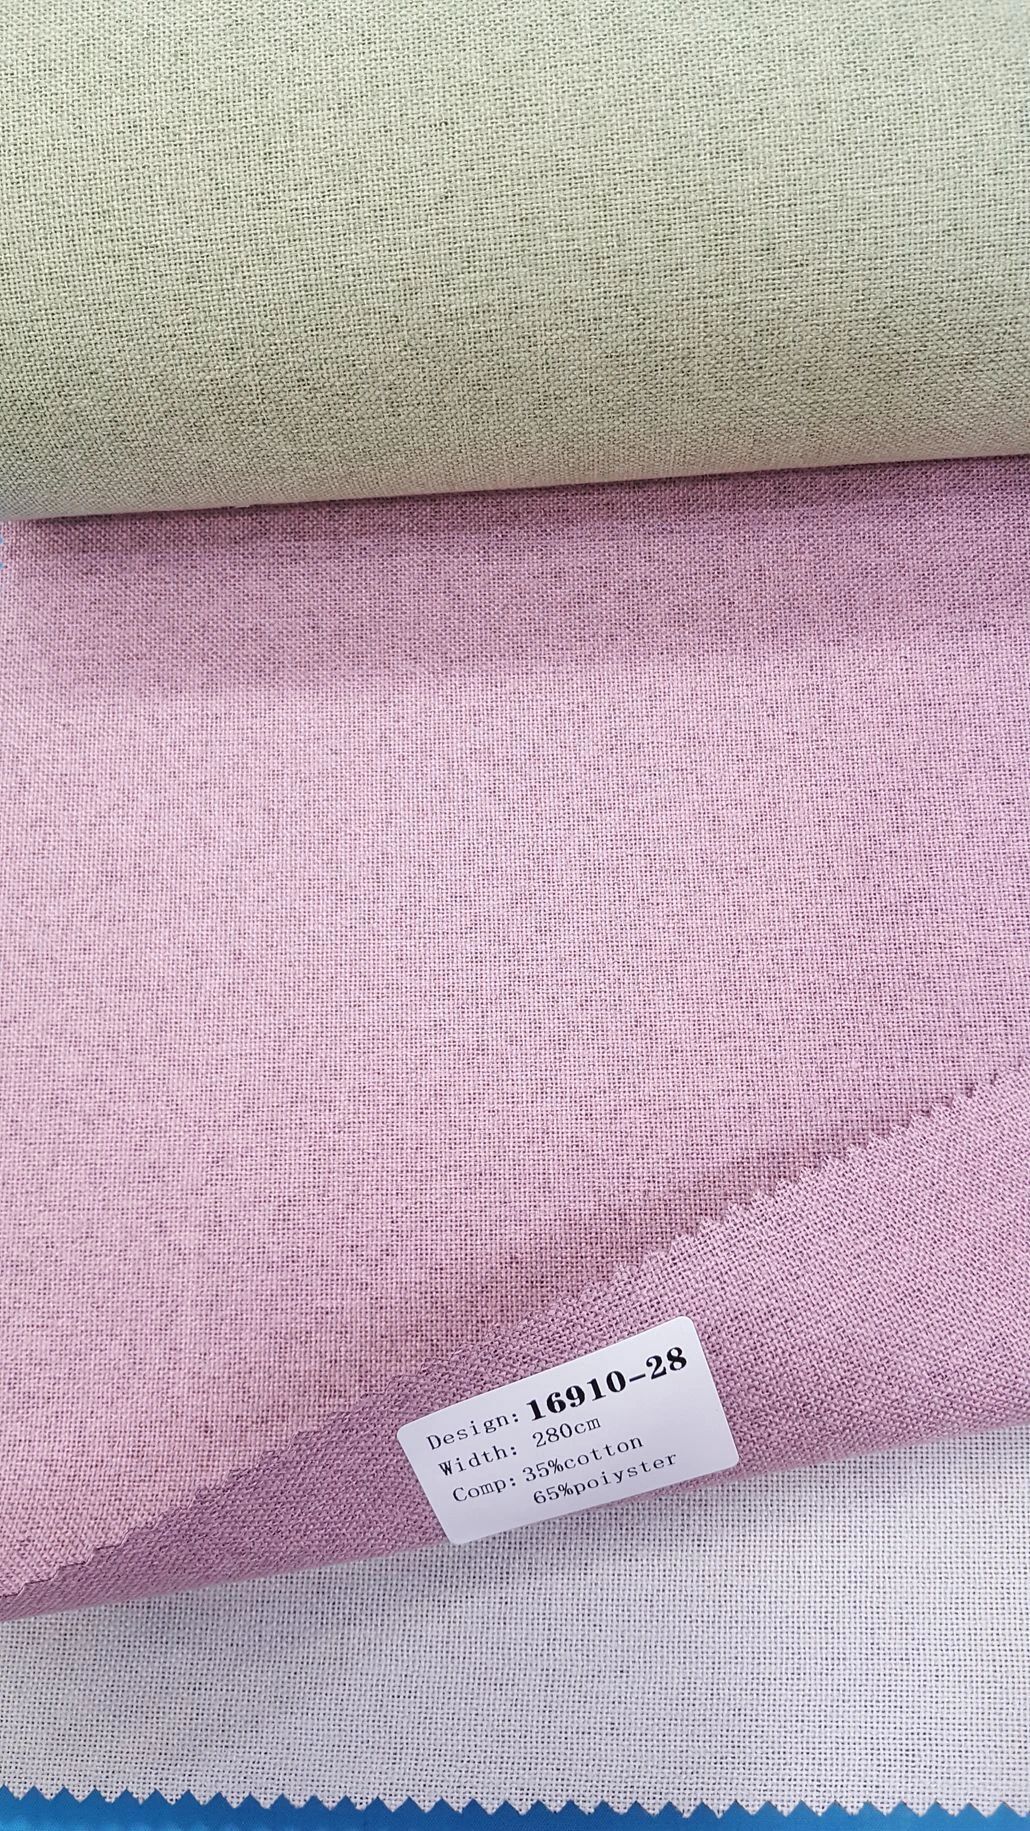 Design: 16910-28
Width: 280cm
Comp: 35%cotton
65%poiyster